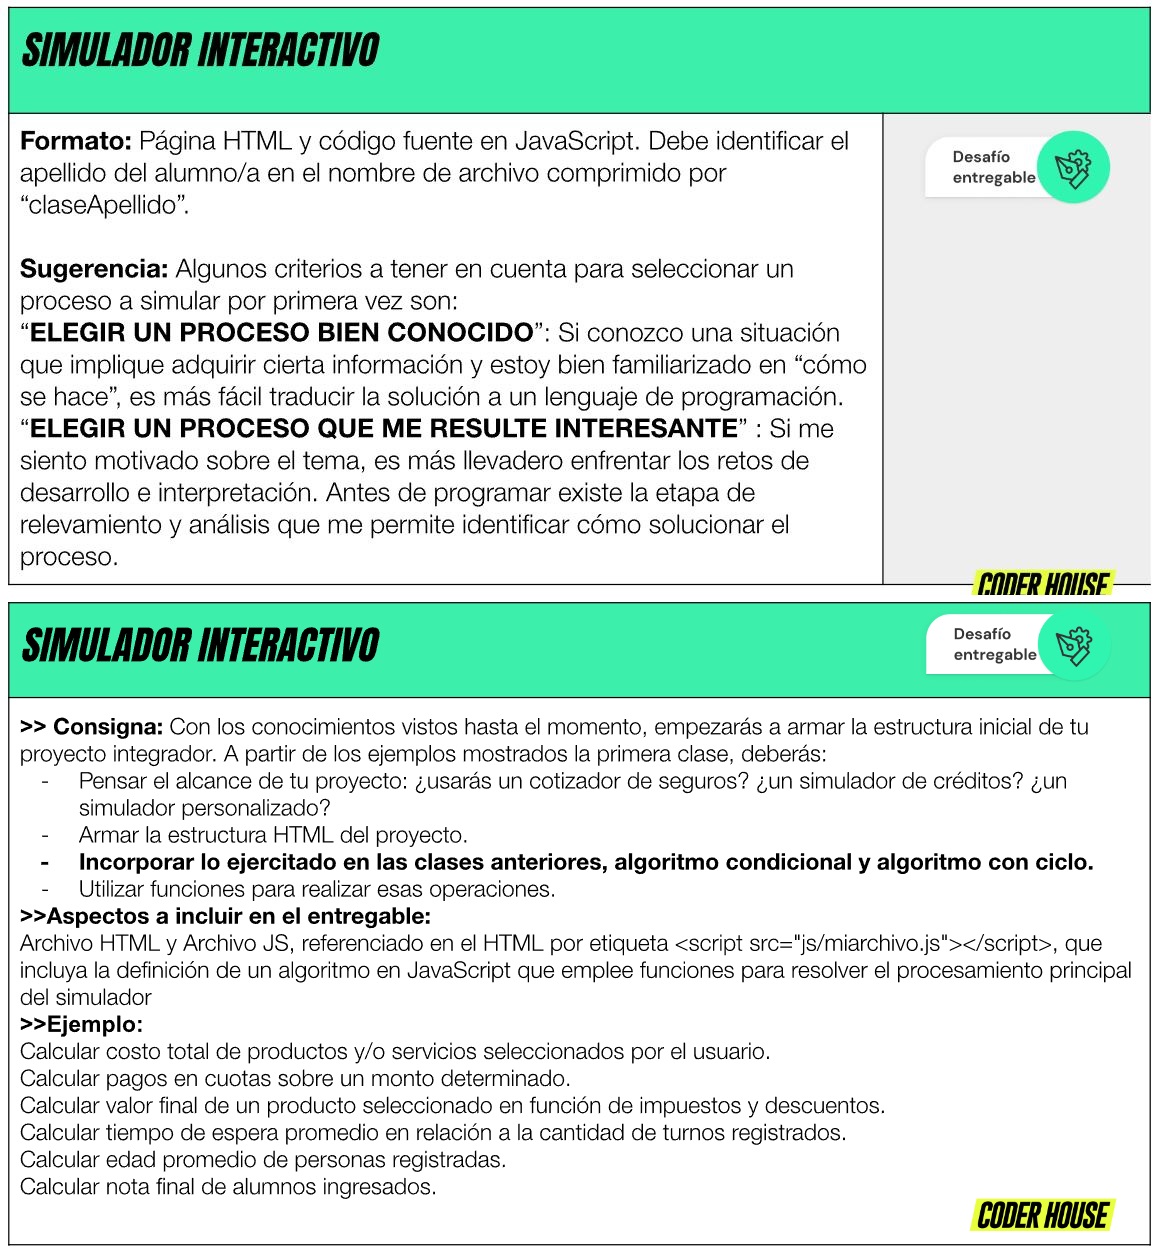 SIMULADOR INTERACTIVO
Formato: Página HTML y código fuente en JavaScript. Debe identificar el
apellido del alumno/a en el nombre de archivo comprimido por
“claseApellido”.
Desafío
entregable
Sugerencia: Algunos criterios a tener en cuenta para seleccionar un
proceso a simular por primera vez son:
“ELEGIR UN PROCESO BIEN CONOCIDO”: Si conozco una situación
que implique adquirir cierta información y estoy bien familiarizado en “cómo
se hace”, es más fácil traducir la solución a un lenguaje de programación.
“ELEGIR UN PROCESO QUE ME RESULTE INTERESANTE” : Si me
siento motivado sobre el tema, es más llevadero enfrentar los retos de
desarrollo e interpretación. Antes de programar existe la etapa de
relevamiento y análisis que me permite identificar cómo solucionar el
proceso.
CODER HOUSE
SIMULADOR INTERACTIVO
Desafío
entregable
>> Consigna: Con los conocimientos vistos hasta el momento, empezarás a armar la estructura inicial de tu
proyecto integrador. A partir de los ejemplos mostrados la primera clase, deberás:
- Pensar el alcance de tu proyecto: ¿usarás un cotizador de seguros? ¿un simulador de créditos? ¿un
simulador personalizado?
- Armar la estructura HTML del proyecto.
- Incorporar lo ejercitado en las clases anteriores, algoritmo condicional y algoritmo con ciclo.
- Utilizar funciones para realizar esas operaciones.
>>Aspectos a incluir en el entregable:
Archivo HTML y Archivo JS, referenciado en el HTML por etiqueta <script src="js/miarchivo.js"></script>, que
incluya la definición de un algoritmo en JavaScript que emplee funciones para resolver el procesamiento principal
del simulador
>>Ejemplo:
Calcular costo total de productos y/o servicios seleccionados por el usuario.
Calcular pagos en cuotas sobre un monto determinado.
Calcular valor final de un producto seleccionado en función de impuestos y descuentos.
Calcular tiempo de espera promedio en relación a la cantidad de turnos registrados.
Calcular edad promedio de personas registradas.
Calcular nota final de alumnos ingresados.
CODER HOUSE